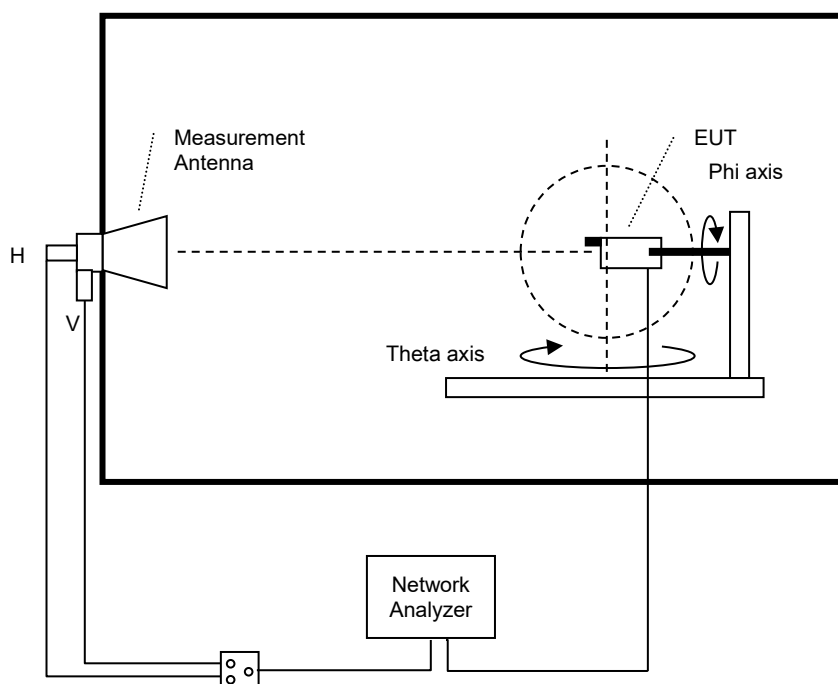 Measurement
Antenna
EUT
Phi axis
H
V
Theta axis
Network
Analyzer